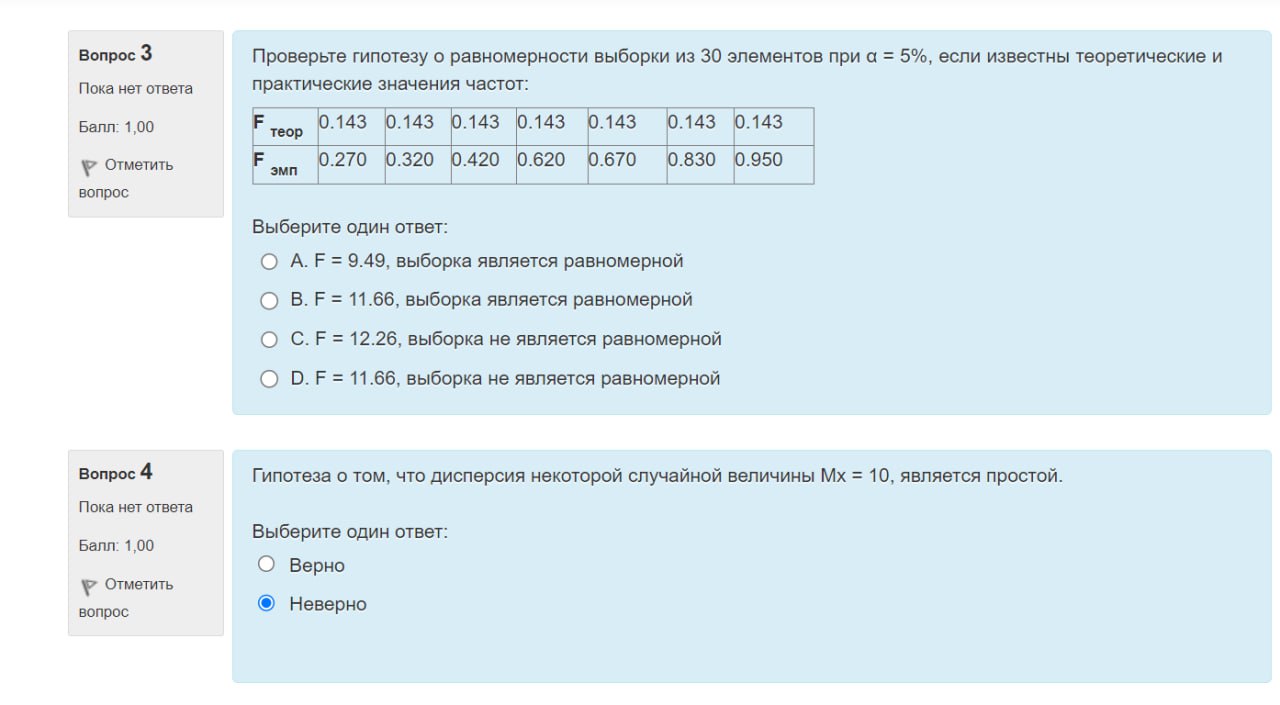 Вопрос 3
Пока нет ответа
Балл: 1,00
Отметить
вопрос
Проверьте гипотезу о равномерности выборки из 30 элементов при α = 5%, если известны теоретические и
практические значения частот:
F теор 0.143 0.143 0.143 0.143 0.143 0.143 0.143
F эмп 0.270 0.320 0.420 0.620 0.670 0.830 0.950
Выберите один ответ:
A. F = 9.49, выборка является равномерной
B. F = 11.66, выборка является равномерной
C. F = 12.26, выборка не является равномерной
D. F = 11.66, выборка не является равномерной
Вопрос 4
Пока нет ответа
Балл: 1,00
Отметить
вопрос
Гипотеза о том, что дисперсия некоторой случайной величины Mx = 10, является простой.
Выберите один ответ:
Верно
Неверно